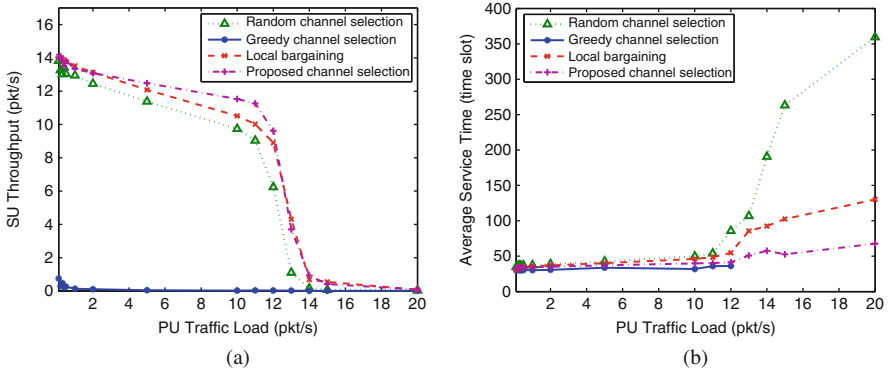 16
14
12
10
8
6
4
2
0
2
4
6
8
10
12
14
16
18
20
SU Throughput (pkt/s)
PU Traffic Load (pkt/s)
Random channel selection
Greedy channel selection
Local bargaining
Proposed channel selection
(a)
400
350
300
250
200
150
100
50
0
0
2
4
6
8
10
12
14
16
18
20
Average Service Time (time slot)
PU Traffic Load (pkt/s)
Random channel selection
Greedy channel selection
Local bargaining
Proposed channel selection
(b)